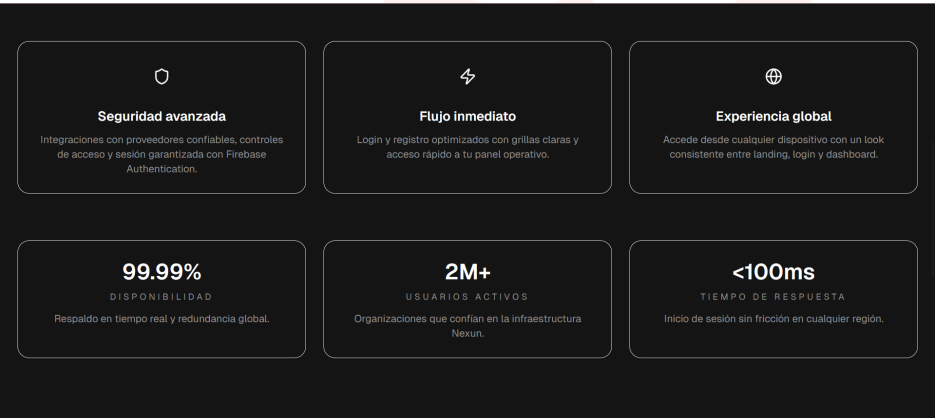 Seguridad avanzada
Integraciones con proveedores confiables, controles
de acceso y sesión garantizada con Firebase
Authentication.
Flujo inmediato
Login y registro optimizados con grillas claras y
acceso rápido a tu panel operativo.
Experiencia global
Accede desde cualquier dispositivo con un look
consistente entre landing, login y dashboard.
99.99%
DISPONIBILIDAD
Respaldo en tiempo real y redundancia global.
2M+
USUARIOS ACTIVOS
Organizaciones que confían en la infraestructura
Nexun.
<100ms
TIEMPO DE RESPUESTA
Inicio de sesión sin fricción en cualquier región.